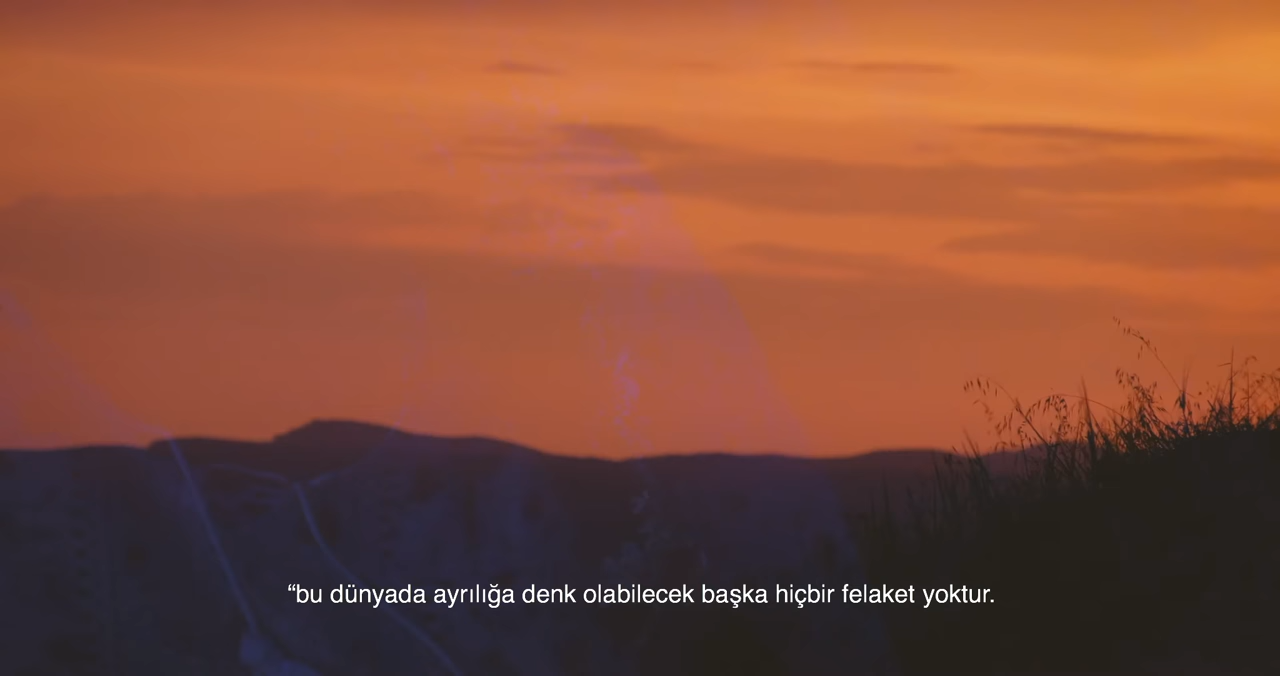 “bu dünyada ayrılığa denk olabilecek başka hiçbir felaket yoktur.